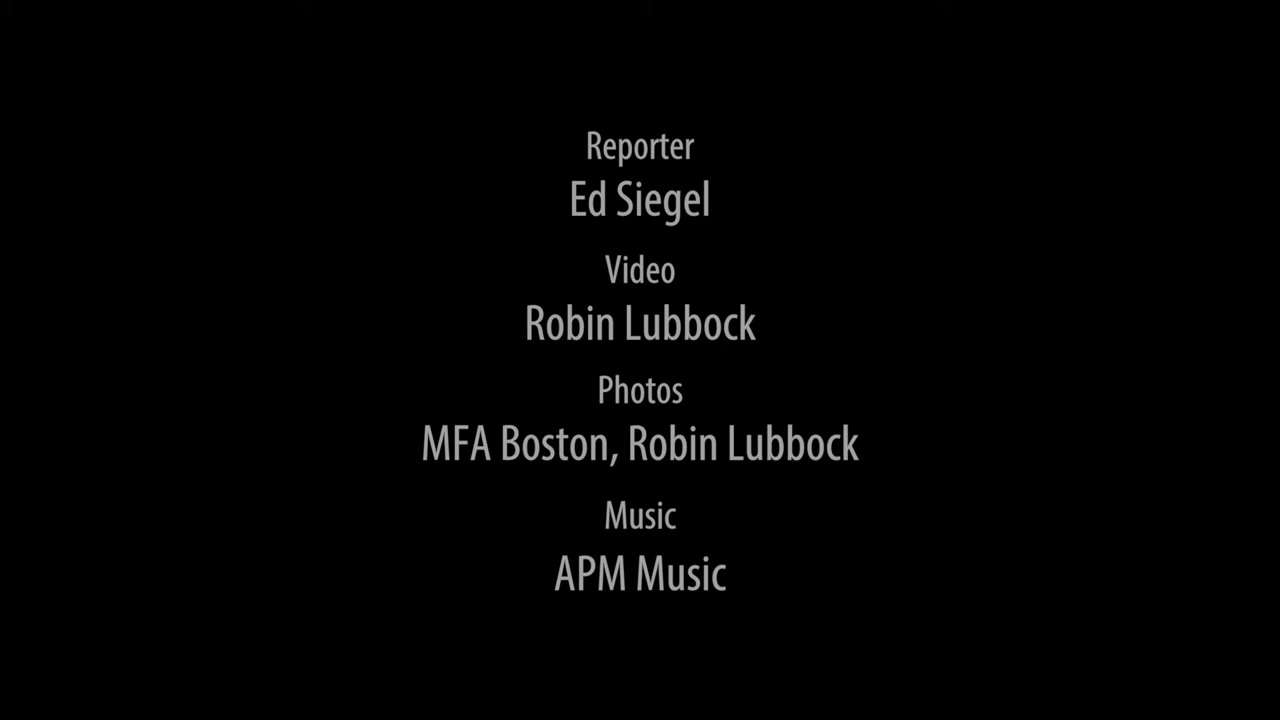 Reporter
Ed Siegel
Video
Robin Lubbock
Photos
MFA Boston, Robin Lubbock
Music
APM Music